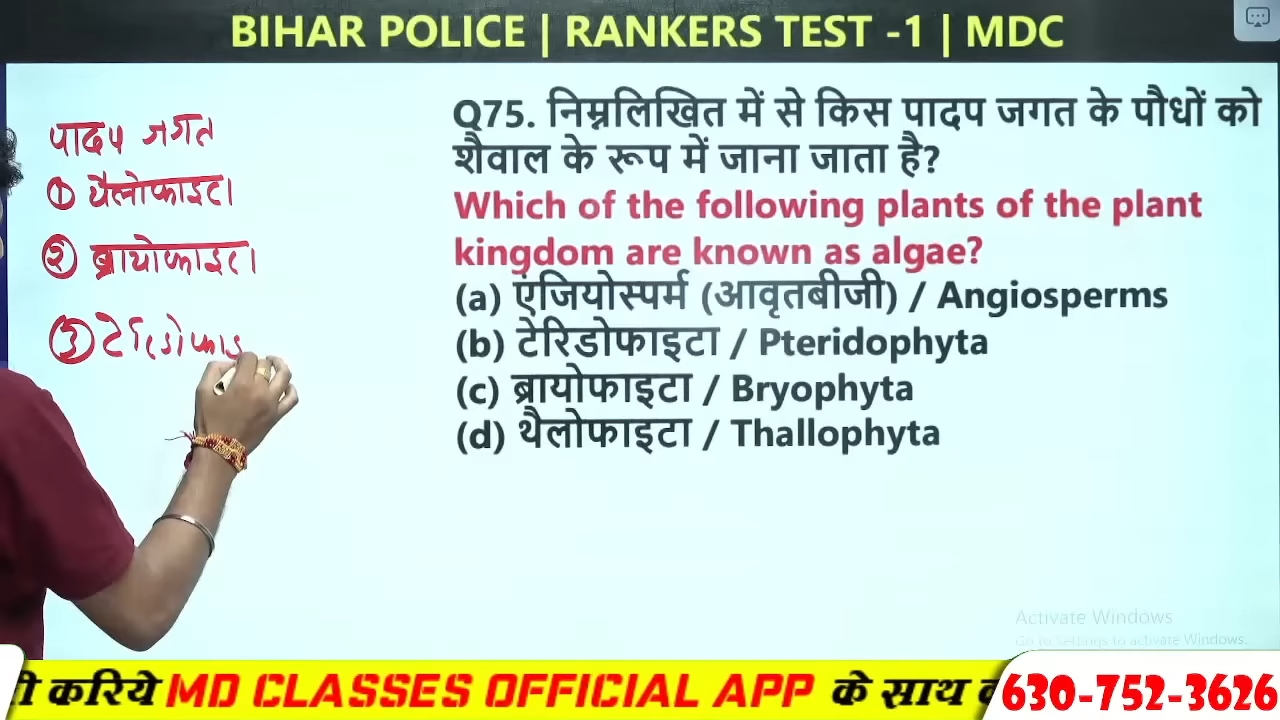 BIHAR POLICE | RANKERS TEST -1 | MDC
पादप जगत
① थैलोफाइटा
② ब्रायोफाइटा
③ टेरिडोफाइ
Q75. निम्नलिखित में से किस पादप जगत के पौधों को
शैवाल के रूप में जाना जाता है?
Which of the following plants of the plant
kingdom are known as algae?
(a) एंजियोस्पर्म (आवृतबीजी) / Angiosperms
(b) टेरिडोफाइटा / Pteridophyta
(c) ब्रायोफाइटा / Bryophyta
(d) थैलोफाइटा / Thallophyta
Activate Windows
Go to Settings to activate Windows.
करिये MD CLASSES OFFICIAL APP के साथ
630-752-3626